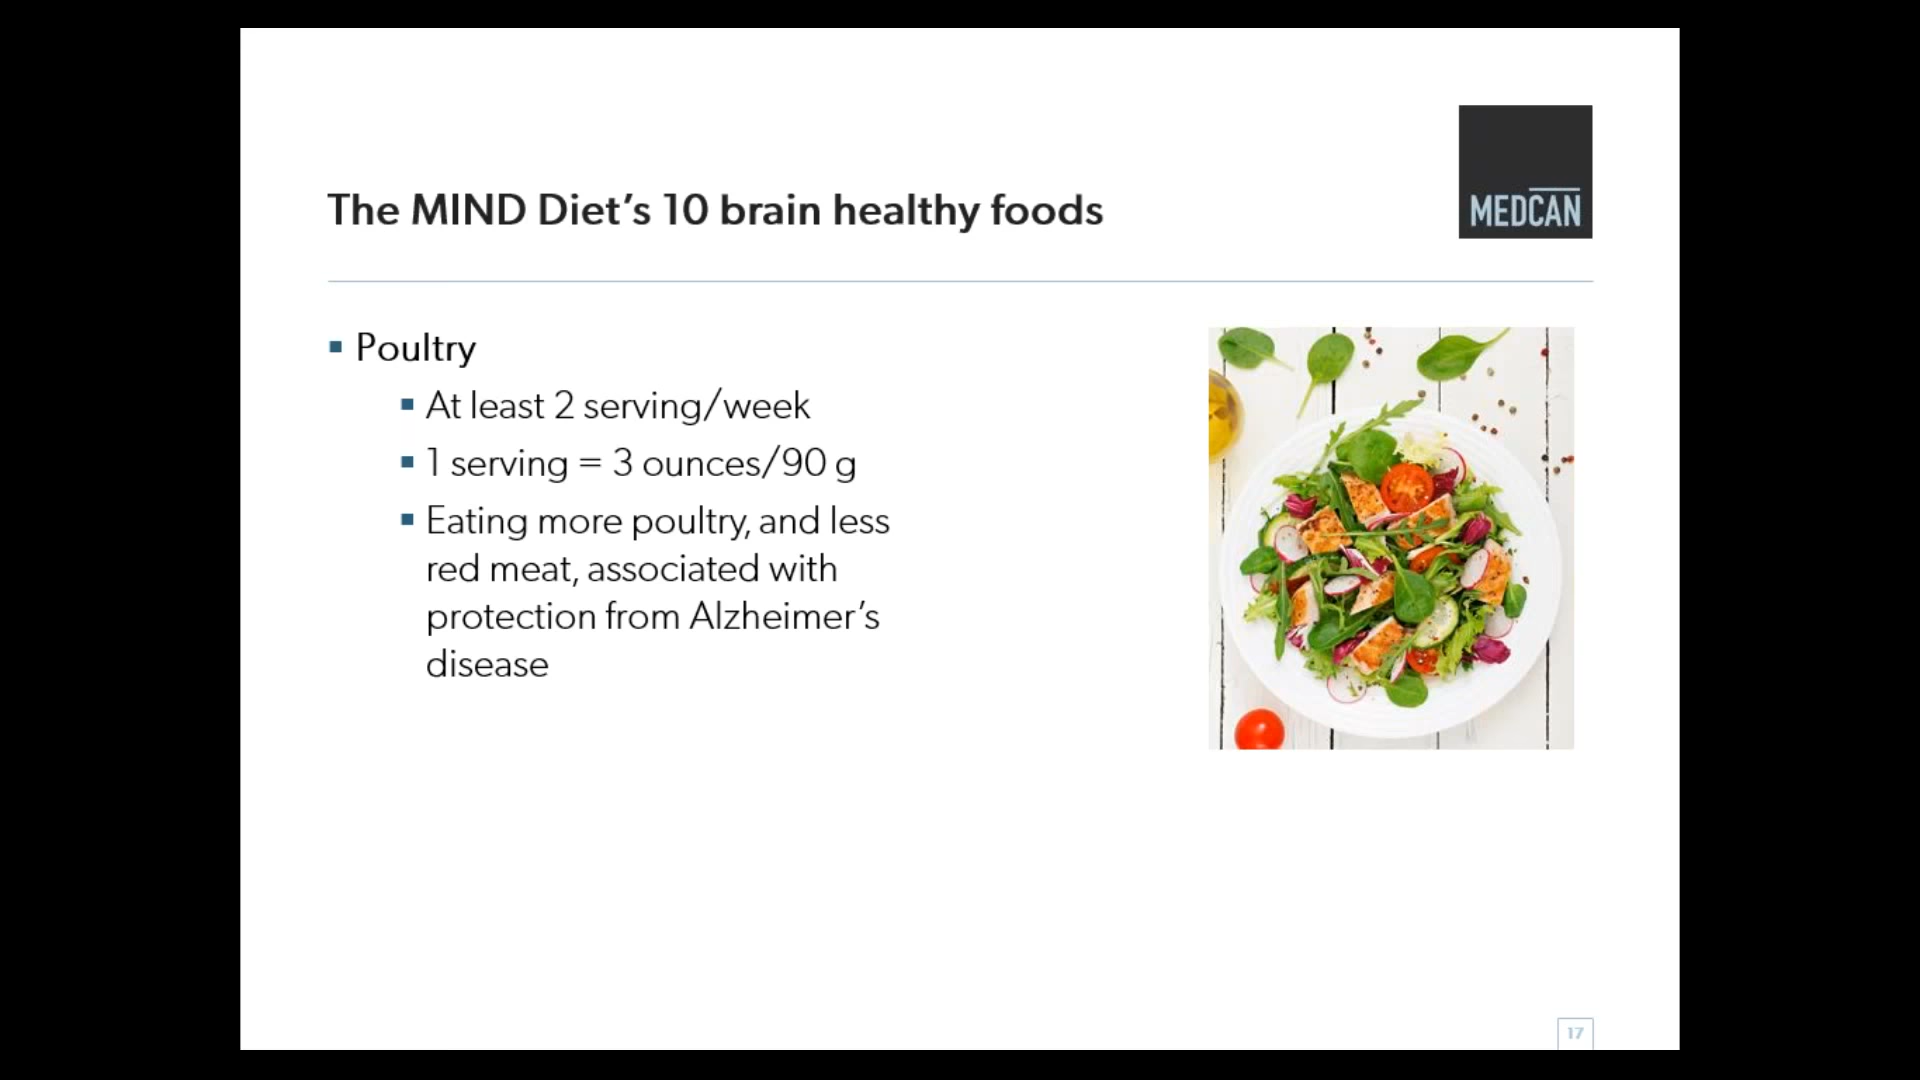 MEDCAN
The MIND Diet’s 10 brain healthy foods
▪ Poultry
▪ At least 2 serving/week
▪ 1 serving = 3 ounces/90 g
▪ Eating more poultry, and less
red meat, associated with
protection from Alzheimer’s
disease
17